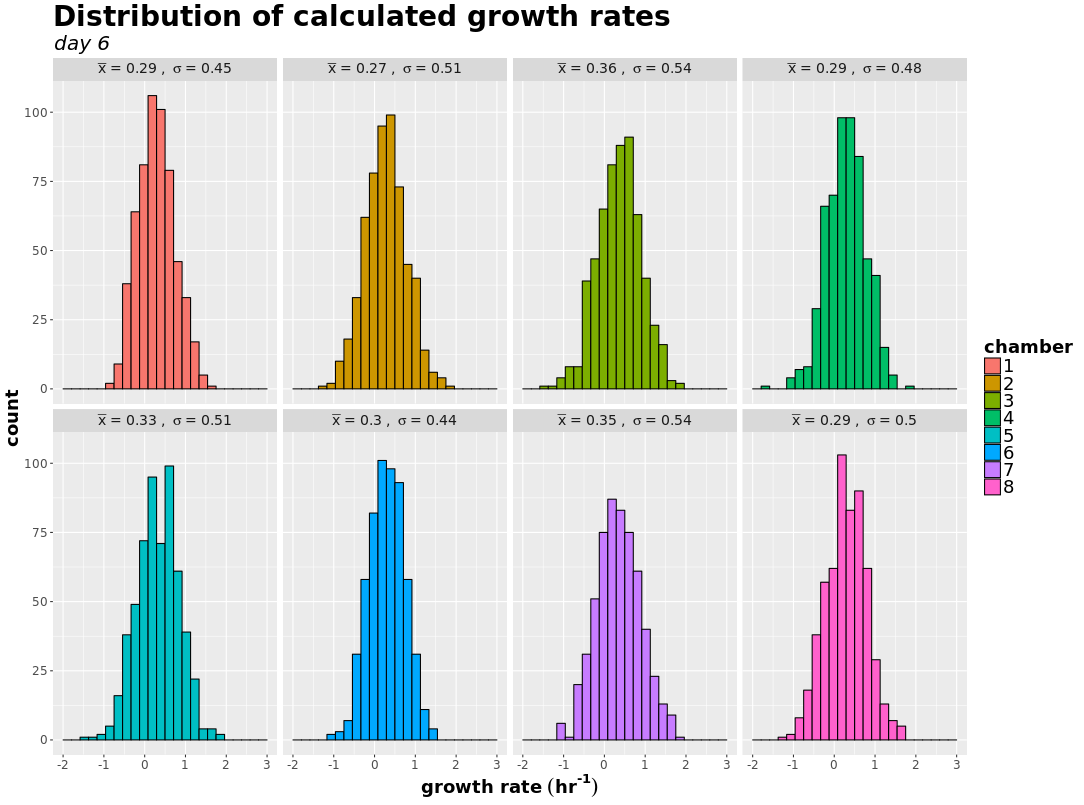 Distribution of calculated growth rates
day 6
x̅ = 0.29 , σ = 0.45
x̅ = 0.27 , σ = 0.51
x̅ = 0.36 , σ = 0.54
x̅ = 0.29 , σ = 0.48
100
75
50
25
0
x̅ = 0.33 , σ = 0.51
x̅ = 0.3 , σ = 0.44
x̅ = 0.35 , σ = 0.54
x̅ = 0.29 , σ = 0.5
100
75
50
25
0
-2 -1 0 1 2 3
-2 -1 0 1 2 3
-2 -1 0 1 2 3
-2 -1 0 1 2 3
count
growth rate (hr⁻¹)
chamber
1
2
3
4
5
6
7
8